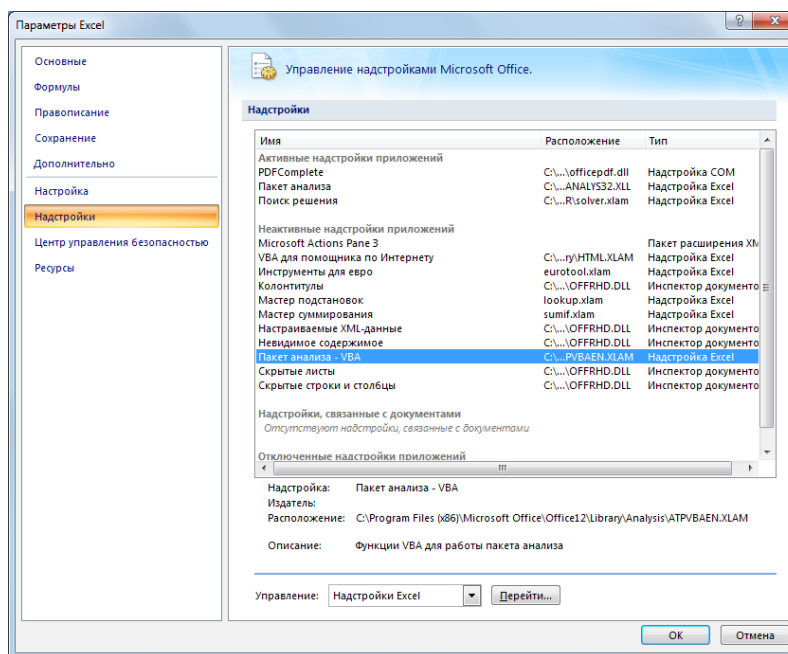 Параметры Excel
Основные
Формулы
Правописание
Сохранение
Дополнительно
Настройка
Надстройки
Центр управления безопасностью
Ресурсы
Управление надстройками Microsoft Office.
Надстройки
Имя Расположение Тип
Активные надстройки приложений
PDFComplete C:\...\officepdf.dll Надстройка COM
Пакет анализа C:\...ANALYS32.XLL Надстройка Excel
Поиск решения C:\...R\solver.xlam Надстройка Excel
Неактивные надстройки приложений
Microsoft Actions Pane 3 Пакет расширения XM
VBA для помощника по Интернету C:\...ry\HTML.XLAM Надстройка Excel
Инструменты для евро eurotool.xlam Надстройка Excel
Колонтитулы C:\...\OFFRHD.DLL Инспектор документо
Мастер подстановок lookup.xlam Надстройка Excel
Мастер суммирования sumif.xlam Надстройка Excel
Настраиваемые XML-данные C:\...\OFFRHD.DLL Инспектор документо
Невидимое содержимое C:\...\OFFRHD.DLL Инспектор документо
Пакет анализа - VBA C:\...PVBAEN.XLAM Надстройка Excel
Скрытые листы C:\...\OFFRHD.DLL Инспектор документо
Скрытые строки и столбцы C:\...\OFFRHD.DLL Инспектор документо
Надстройки, связанные с документами
Отсутствуют надстройки, связанные с документами
Отключенные надстройки приложений
Надстройка: Пакет анализа - VBA
Издатель:
Расположение: C:\Program Files (x86)\Microsoft Office\Office12\Library\Analysis\ATPVBAEN.XLAM
Описание: Функции VBA для работы пакета анализа
Управление: Надстройки Excel Перейти...
ОК Отмена